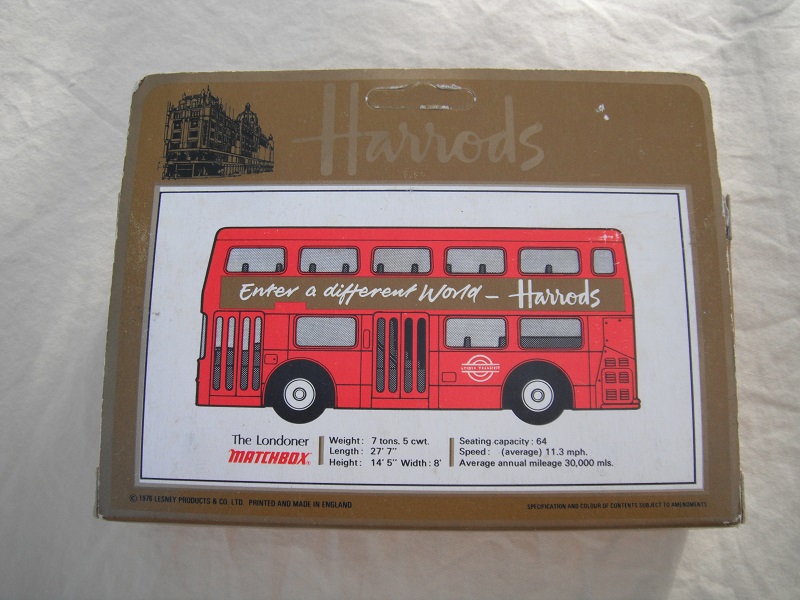 Harrods
Enter a different World – Harrods
The Londoner
MATCHBOX
Weight: 7 tons. 5 cwt.
Length: 27' 7"
Height: 14' 5" Width: 8'
Seating capacity: 64
Speed: (average) 11.3 mph.
Average annual mileage 30,000 mls.
© 1976 LESNEY PRODUCTS & CO. LTD. PRINTED AND MADE IN ENGLAND
SPECIFICATION AND COLOUR OF CONTENTS SUBJECT TO AMENDMENTS